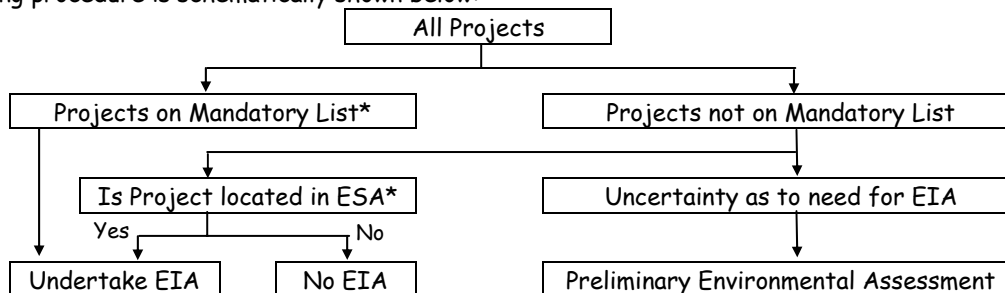 ng procedure is schematically shown below.
All Projects
Projects on Mandatory List*
Projects not on Mandatory List
Is Project located in ESA*
Uncertainty as to need for EIA
Yes
No
Undertake EIA
No EIA
Preliminary Environmental Assessment